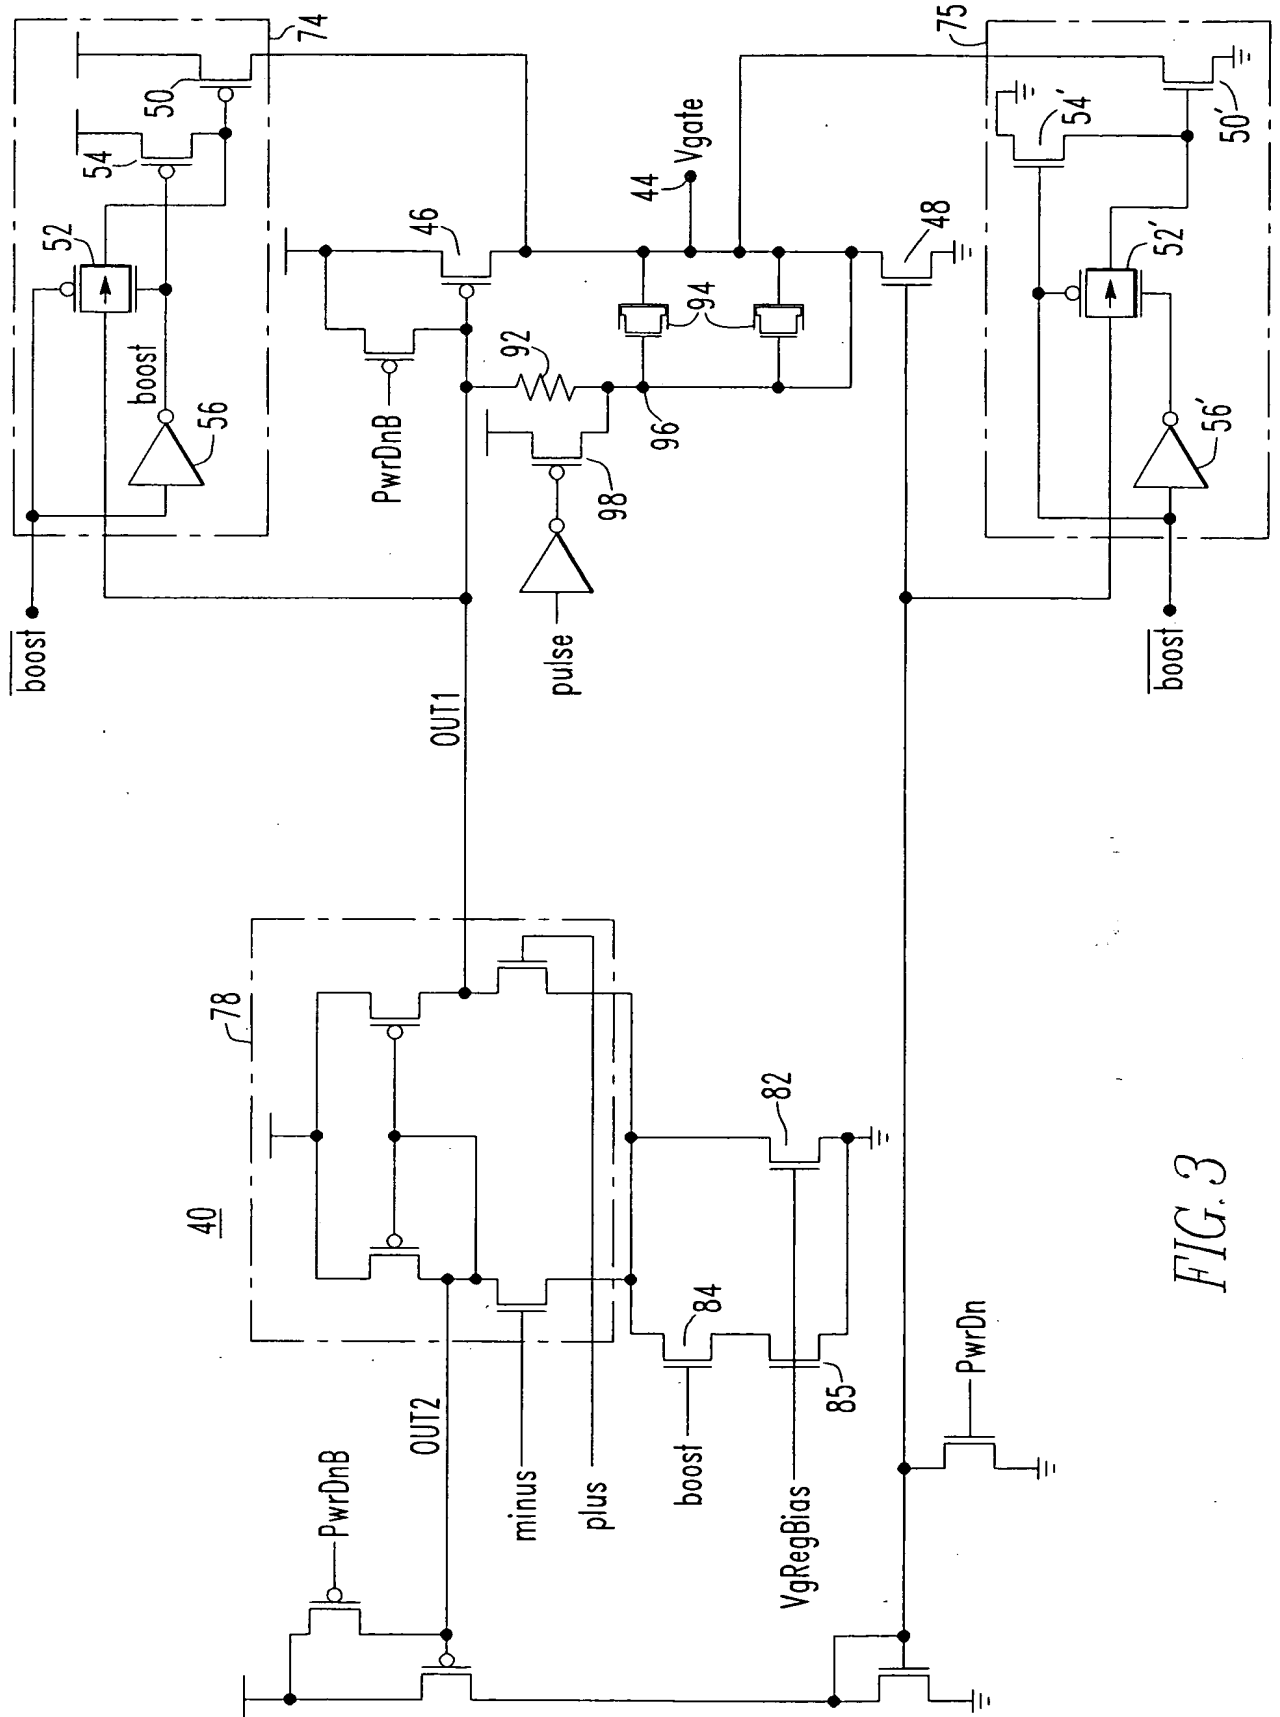 boost
74
50
54
52
boost
56
PwrDnB
46
44
Vgate
92
94
96
98
pulse
48
75
54′
50′
52′
56′
boost
OUT1
78
40
82
84
85
OUT2
minus
plus
boost
VgRegBias
PwrDnB
PwrDn
FIG. 3